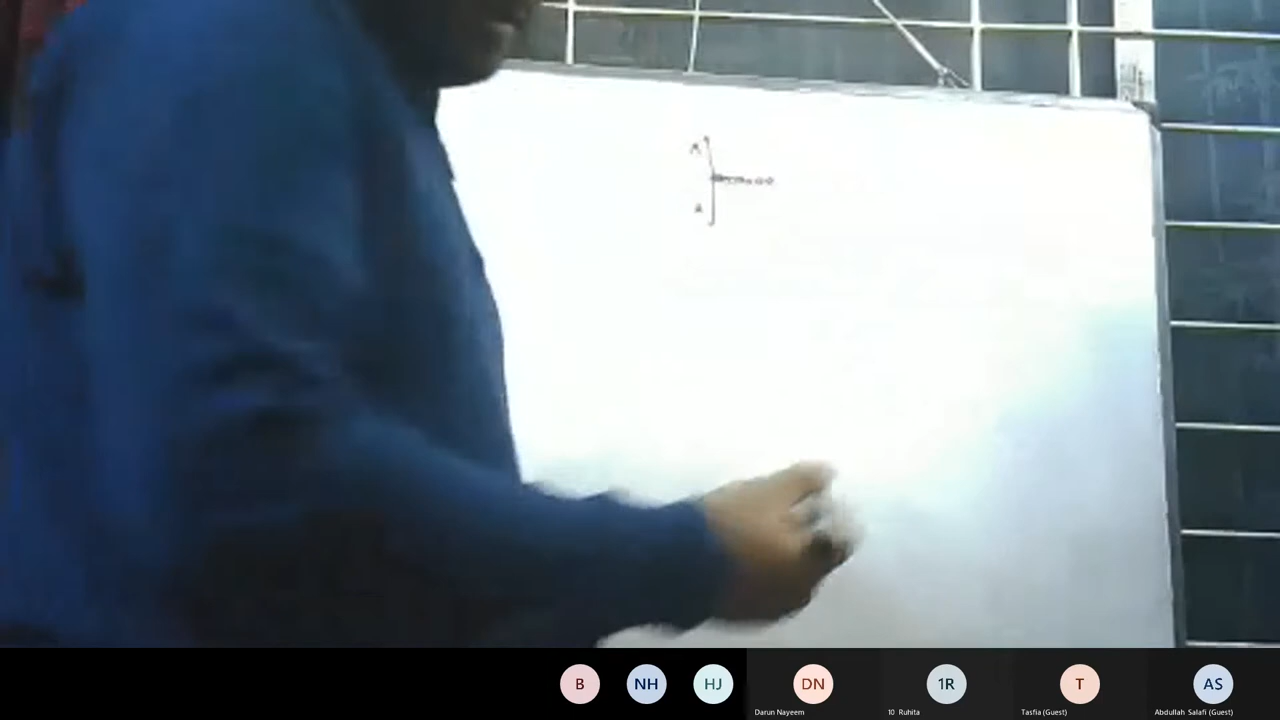 A
A
B
NH
HJ
DN
1R
T
AS
Darun Nayeem
10 Ruhita
Tasfia (Guest)
Abdullah Salafi (Guest)